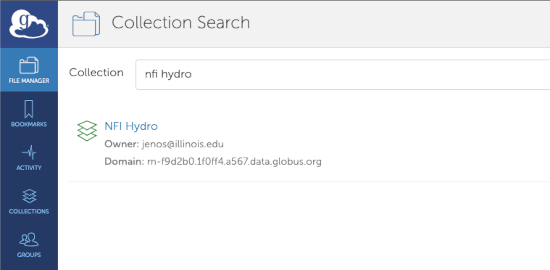 g
Collection Search
FILE MANAGER
Collection
nfi hydro
BOOKMARKS
NFI Hydro
Owner: jenos@illinois.edu
Domain: m-f9d2b0.1f0ff4.a567.data.globus.org
ACTIVITY
COLLECTIONS
GROUPS